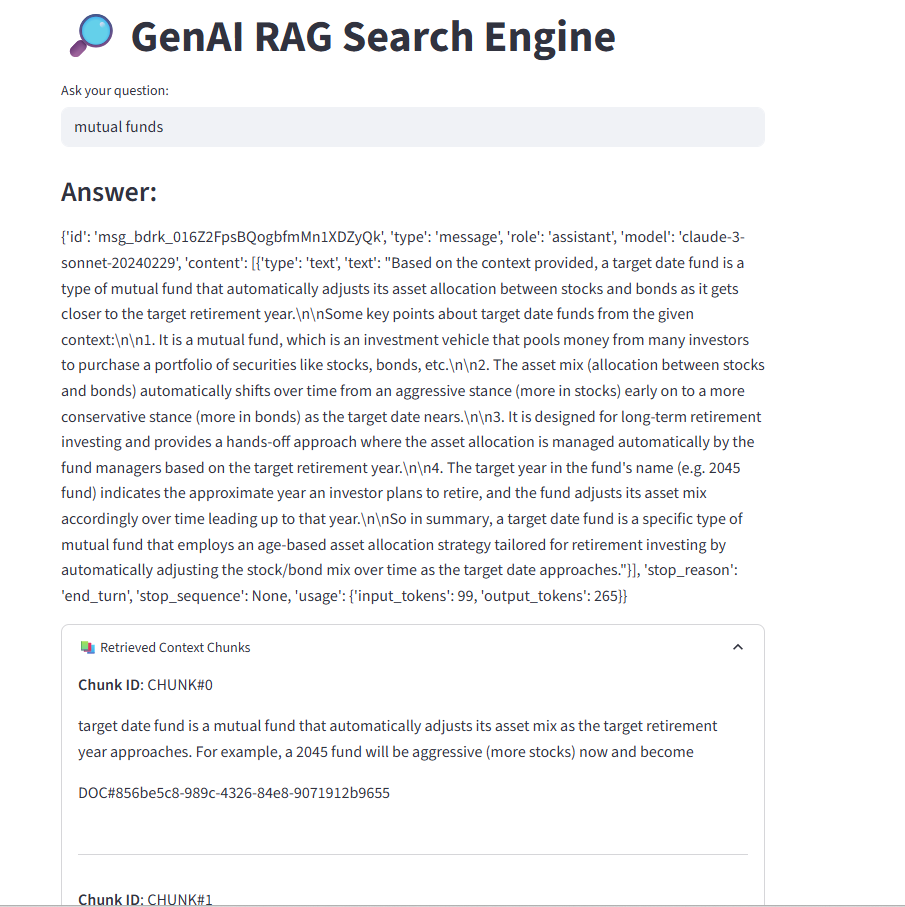 GenAI RAG Search Engine
Ask your question:
mutual funds
Answer:
{'id': 'msg_bdrk_016Z2FpsBQogbfmMn1XDZyQk', 'type': 'message', 'role': 'assistant', 'model': 'claude-3-
sonnet-20240229', 'content': [{'type': 'text', 'text': "Based on the context provided, a target date fund is a
type of mutual fund that automatically adjusts its asset allocation between stocks and bonds as it gets
closer to the target retirement year.\n\nSome key points about target date funds from the given
context:\n\n1. It is a mutual fund, which is an investment vehicle that pools money from many investors
to purchase a portfolio of securities like stocks, bonds, etc.\n\n2. The asset mix (allocation between stocks
and bonds) automatically shifts over time from an aggressive stance (more in stocks) early on to a more
conservative stance (more in bonds) as the target date nears.\n\n3. It is designed for long-term retirement
investing and provides a hands-off approach where the asset allocation is managed automatically by the
fund managers based on the target retirement year.\n\n4. The target year in the fund's name (e.g. 2045
fund) indicates the approximate year an investor plans to retire, and the fund adjusts its asset mix
accordingly over time leading up to that year.\n\nSo in summary, a target date fund is a specific type of
mutual fund that employs an age-based asset allocation strategy tailored for retirement investing by
automatically adjusting the stock/bond mix over time as the target date approaches."}], 'stop_reason':
'end_turn', 'stop_sequence': None, 'usage': {'input_tokens': 99, 'output_tokens': 265}}
Retrieved Context Chunks
Chunk ID: CHUNK#0
target date fund is a mutual fund that automatically adjusts its asset mix as the target retirement
year approaches. For example, a 2045 fund will be aggressive (more stocks) now and become
DOC#856be5c8-989c-4326-84e8-9071912b9655
Chunk ID: CHUNK#1